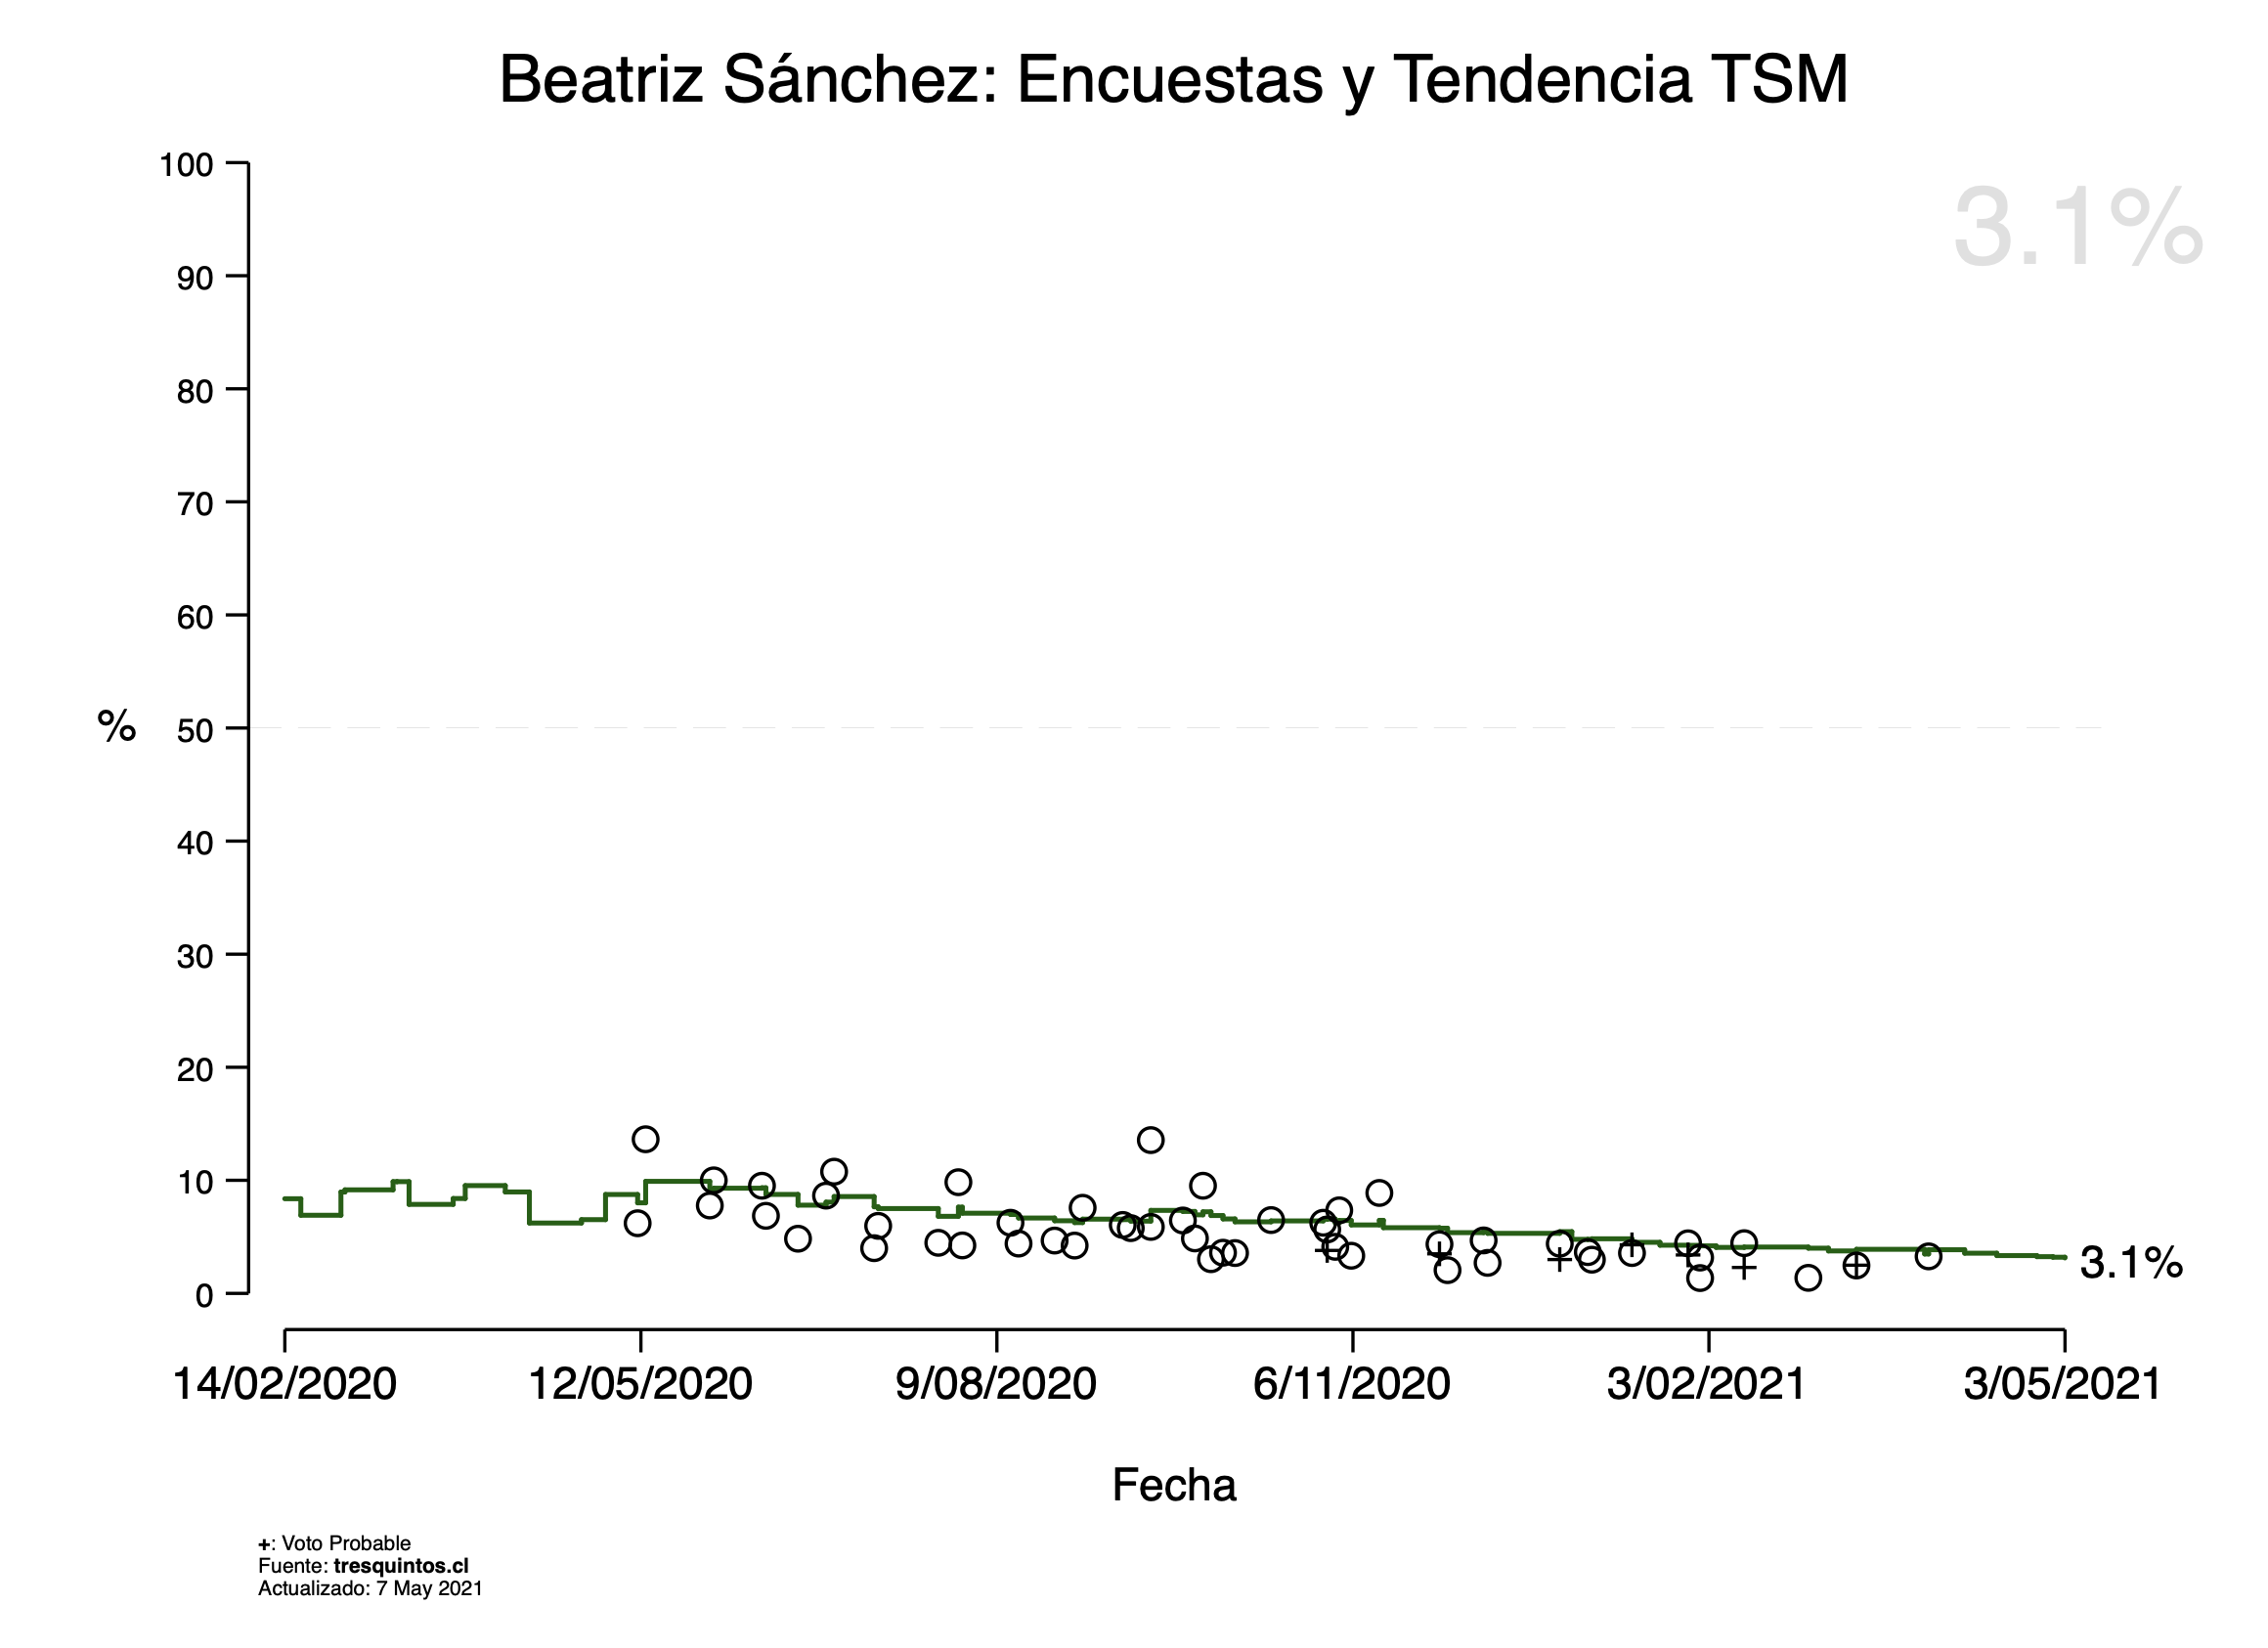 Beatriz Sánchez: Encuestas y Tendencia TSM
3.1%
100
90
80
70
60
50
40
30
20
10
0
%
3.1%
14/02/2020 12/05/2020 9/08/2020 6/11/2020 3/02/2021 3/05/2021
Fecha
+: Voto Probable
Fuente: tresquintos.cl
Actualizado: 7 May 2021